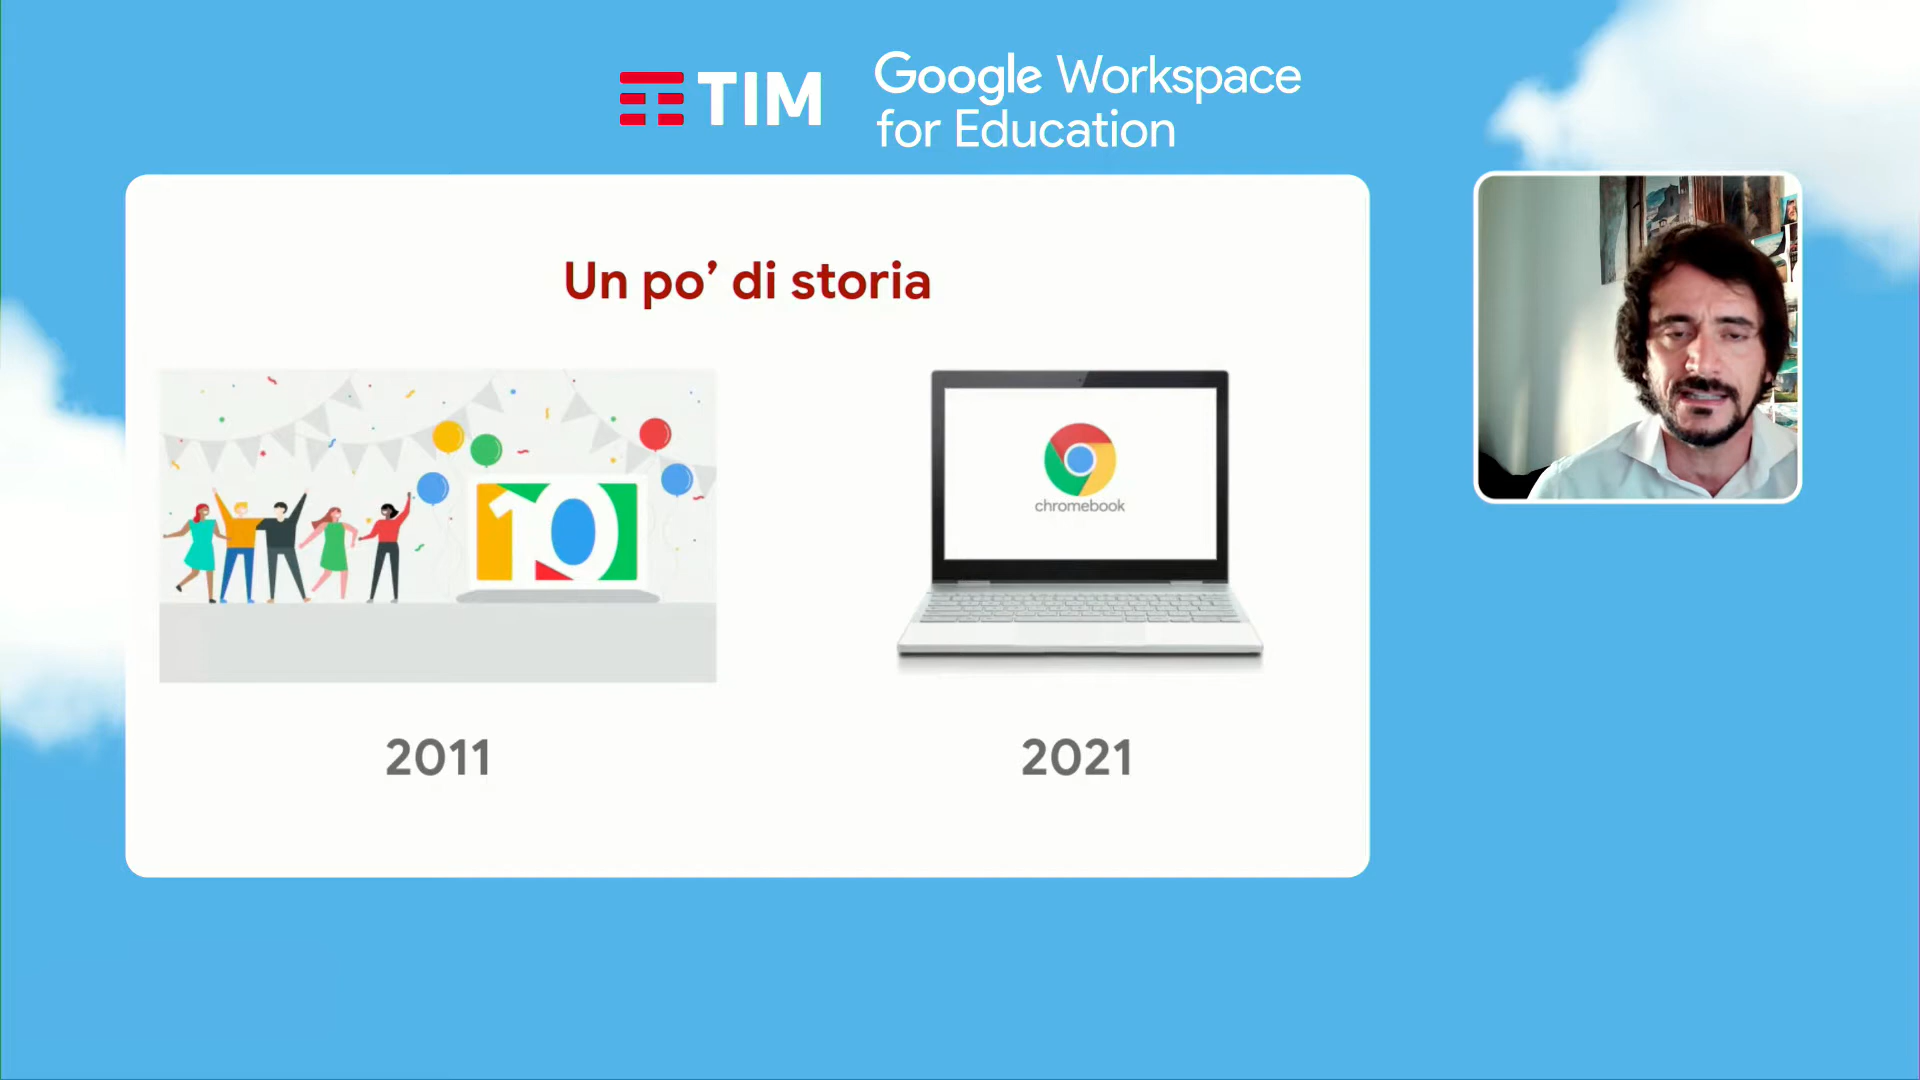 TIM
Google Workspace
for Education
Un po’ di storia
10
chromebook
2011
2021